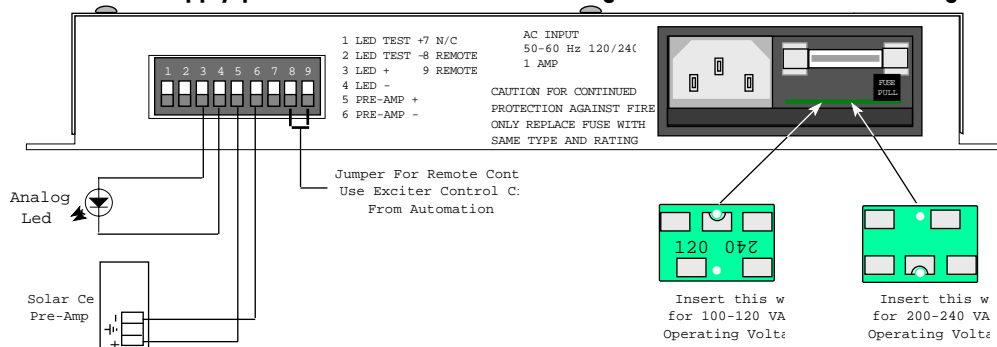 1 2 3 4 5 6 7 8 9
1 LED TEST +7 N/C
2 LED TEST -8 REMOTE
3 LED + 9 REMOTE
4 LED -
5 PRE-AMP +
6 PRE-AMP -
AC INPUT
50-60 Hz 120/240
1 AMP
CAUTION FOR CONTINUED
PROTECTION AGAINST FIRE
ONLY REPLACE FUSE WITH
SAME TYPE AND RATING
FUSE
PULL
Jumper For Remote Cont
Use Exciter Control C
From Automation
Analog
Led
120 240
Solar Ce
Pre-Amp
+
Insert this w
for 100-120 VA
Operating Volta
Insert this w
for 200-240 VA
Operating Volta